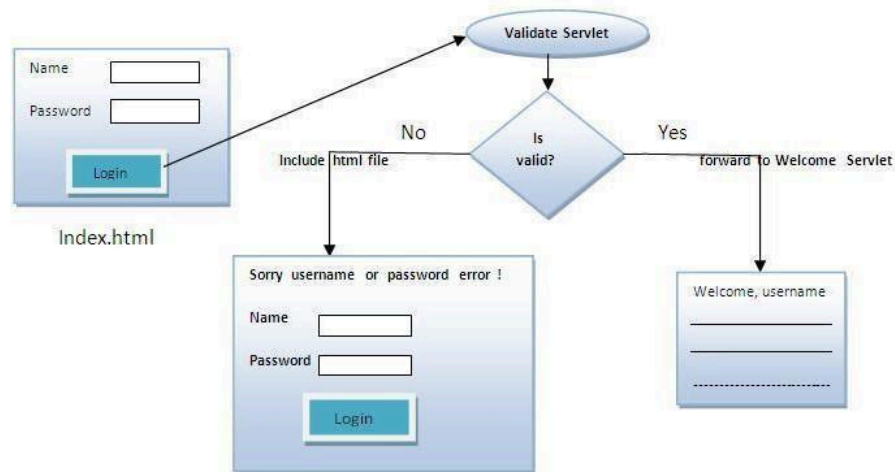 Validate Servlet
Name
Password
Login
Index.html
Is
valid?
No
Yes
Include html file
forward to Welcome Servlet
Sorry username or password error !
Name
Password
Login
Welcome, username